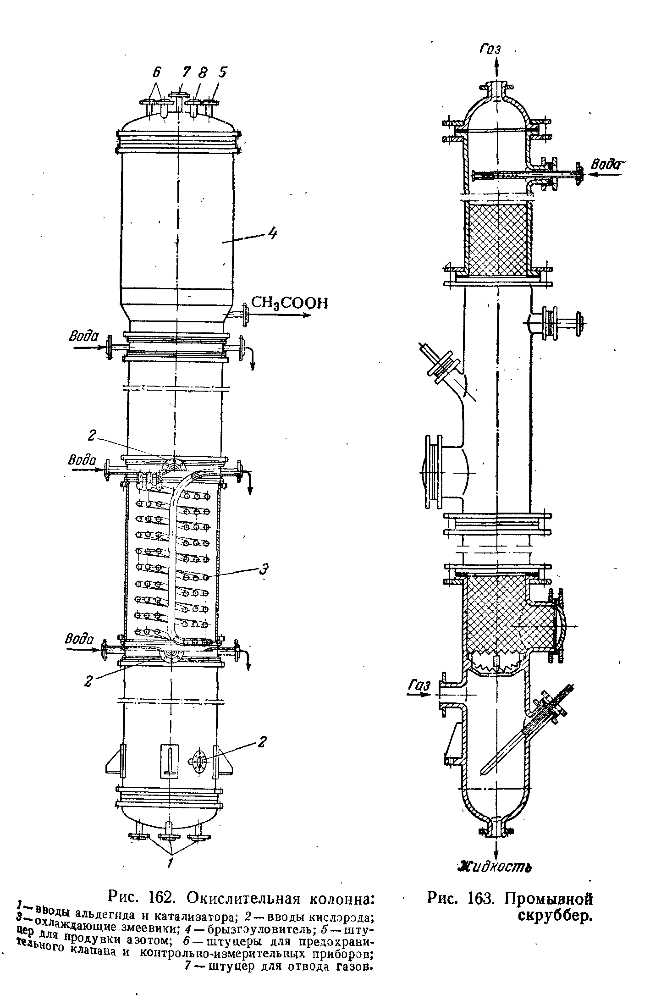 6 7 8 5
4
CH₃COOH
Вода
2
Вода
3
Вода
2
2
1
Рис. 162. Окислительная колонна:
1—вводы альдегида и катализатора; 2—вводы кислорода;
3—охлаждающие змеевики; 4—брызгоуловитель; 5—шту-
цер для продувки азотом; 6—штуцеры для предохрани-
тельного клапана и контрольно-измерительных приборов;
7—штуцер для отвода газов.
Газ
Вода
Газ
Жидкость
Рис. 163. Промывной
скруббер.